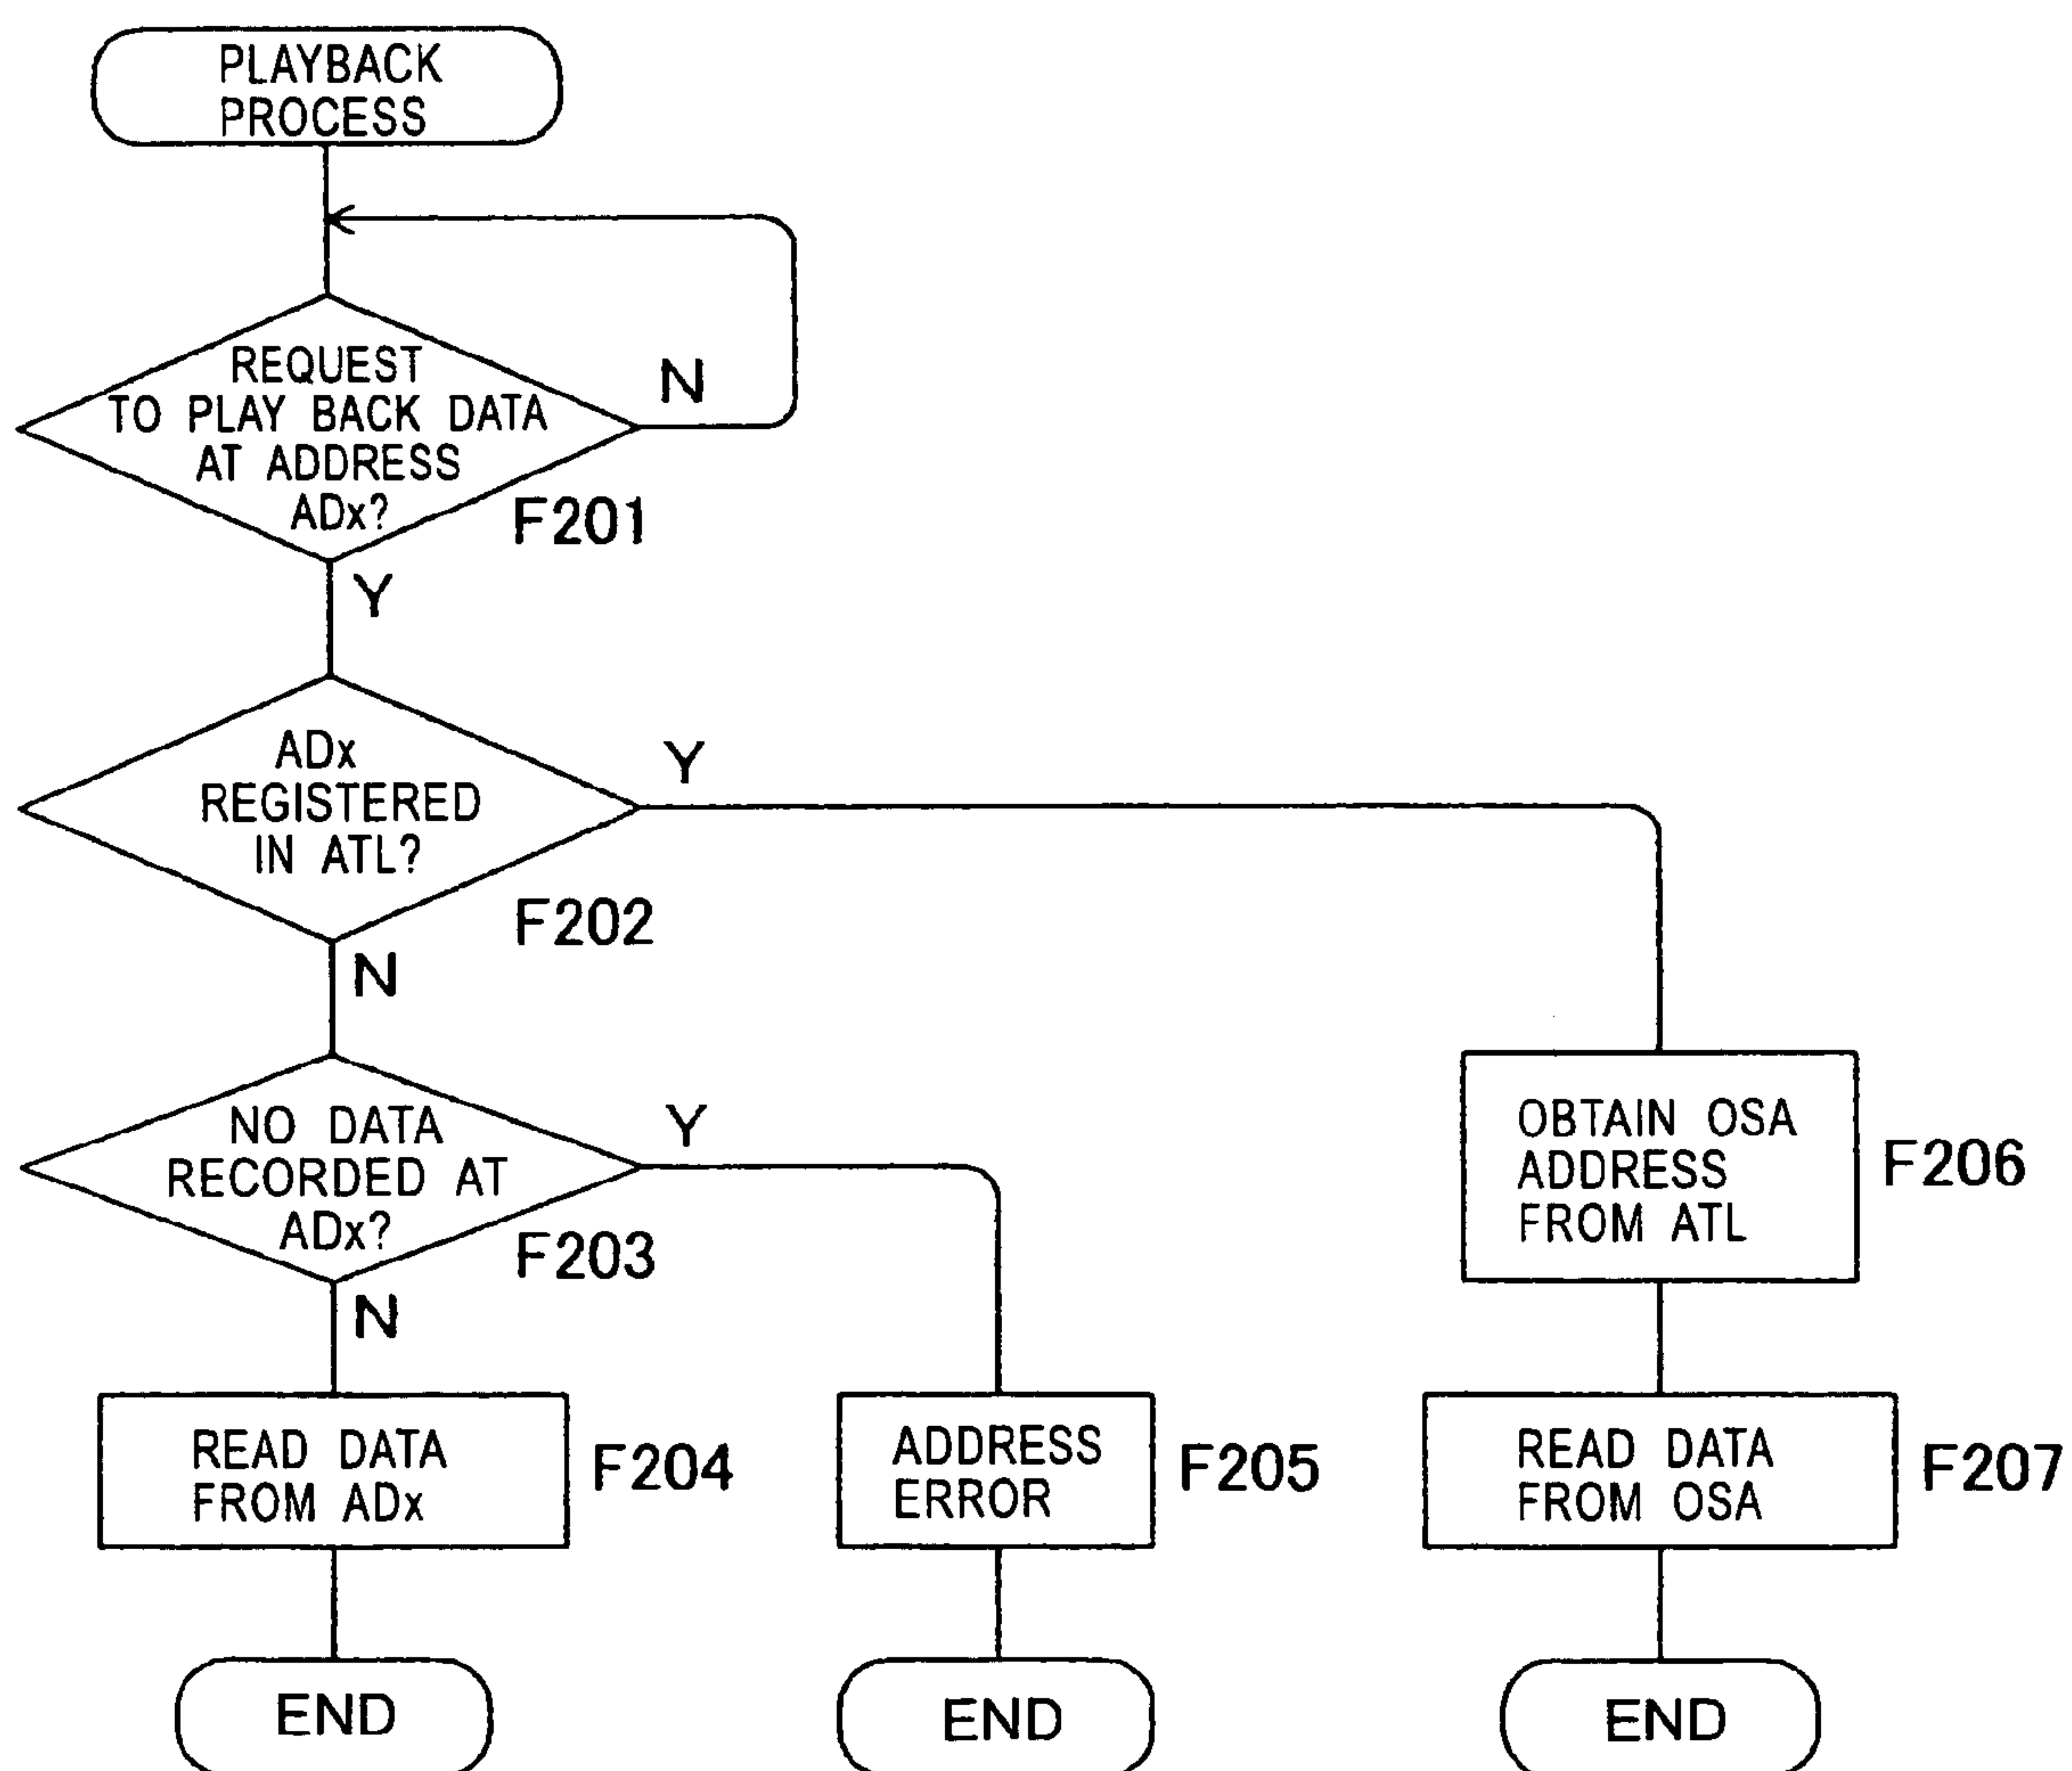 PLAYBACK
PROCESS
REQUEST
TO PLAY BACK DATA
AT ADDRESS
ADx?
N
F201
Y
ADx
REGISTERED
IN ATL?
Y
F202
N
NO DATA
RECORDED AT
ADx?
Y
F203
N
OBTAIN OSA
ADDRESS
FROM ATL
F206
READ DATA
FROM ADx
F204
ADDRESS
ERROR
F205
READ DATA
FROM OSA
F207
END
END
END